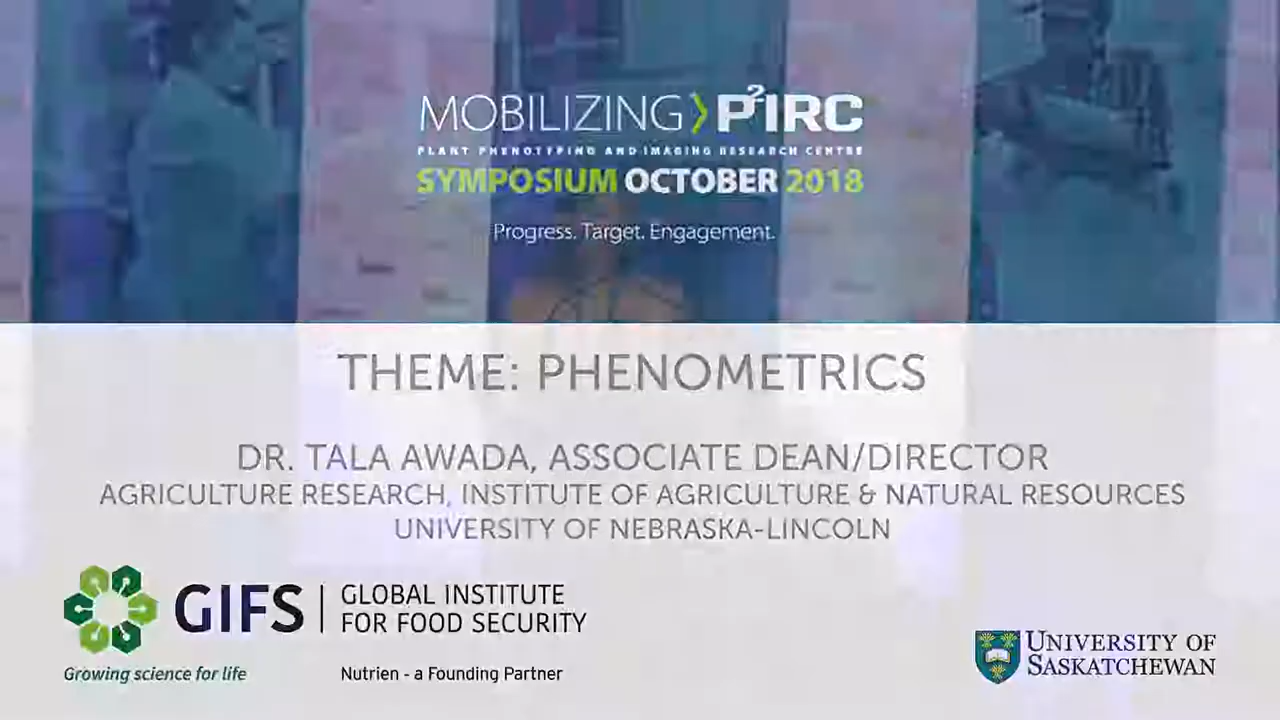 MOBILIZING P²IRC
PLANT PHENOTYPING AND IMAGING RESEARCH CENTRE
SYMPOSIUM OCTOBER 2018
Progress. Target. Engagement.
THEME: PHENOMETRICS
DR. TALA AWADA, ASSOCIATE DEAN/DIRECTOR
AGRICULTURE RESEARCH, INSTITUTE OF AGRICULTURE & NATURAL RESOURCES
UNIVERSITY OF NEBRASKA-LINCOLN
GIFS
GLOBAL INSTITUTE
FOR FOOD SECURITY
Growing science for life
Nutrien - a Founding Partner
UNIVERSITY OF
SASKATCHEWAN